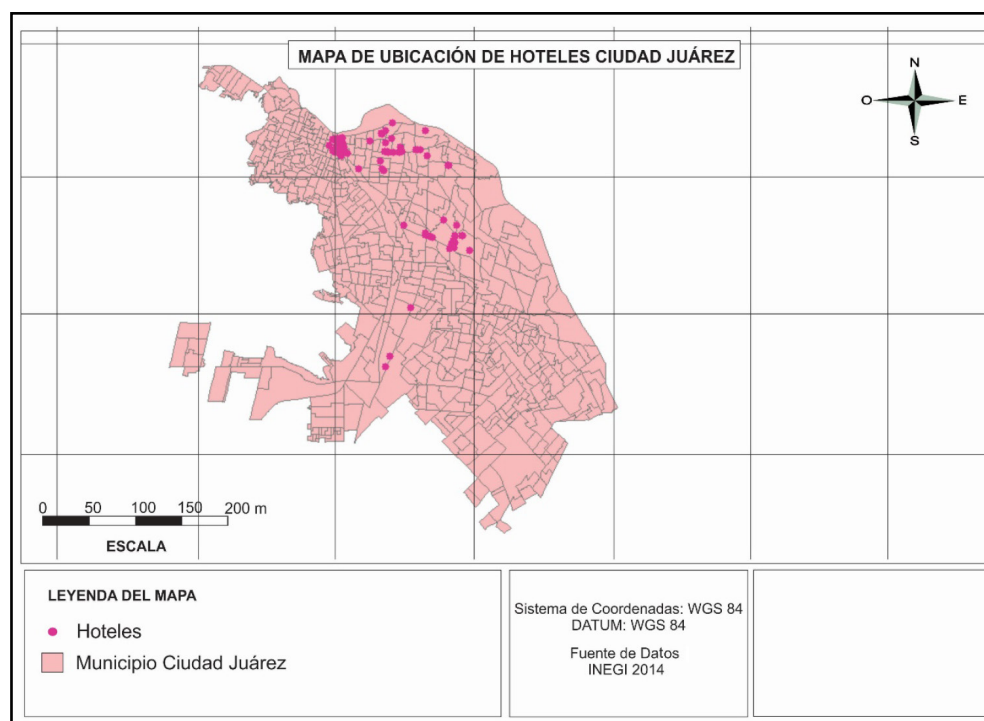 MAPA DE UBICACIÓN DE HOTELES CIUDAD JUÁREZ
N
O
E
S
0 50 100 150 200 m
ESCALA
LEYENDA DEL MAPA
Hoteles
Municipio Ciudad Juárez
Sistema de Coordenadas: WGS 84
DATUM: WGS 84
Fuente de Datos
INEGI 2014